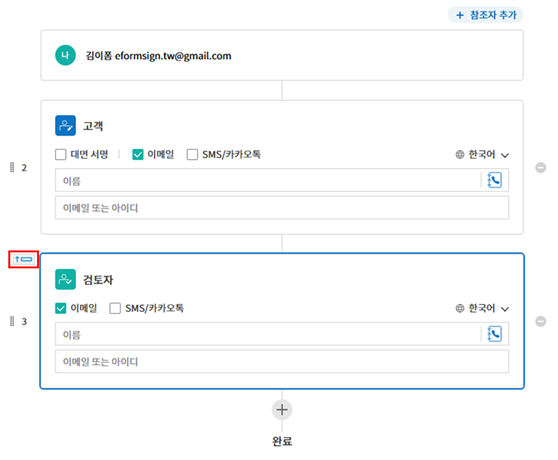 + 참조자 추가
나 김이폼 eformsign.tw@gmail.com
고객
2
대면 서명 이메일 SMS/카카오톡 한국어
이름
이메일 또는 아이디
검토자
3
이메일 SMS/카카오톡 한국어
이름
이메일 또는 아이디
완료